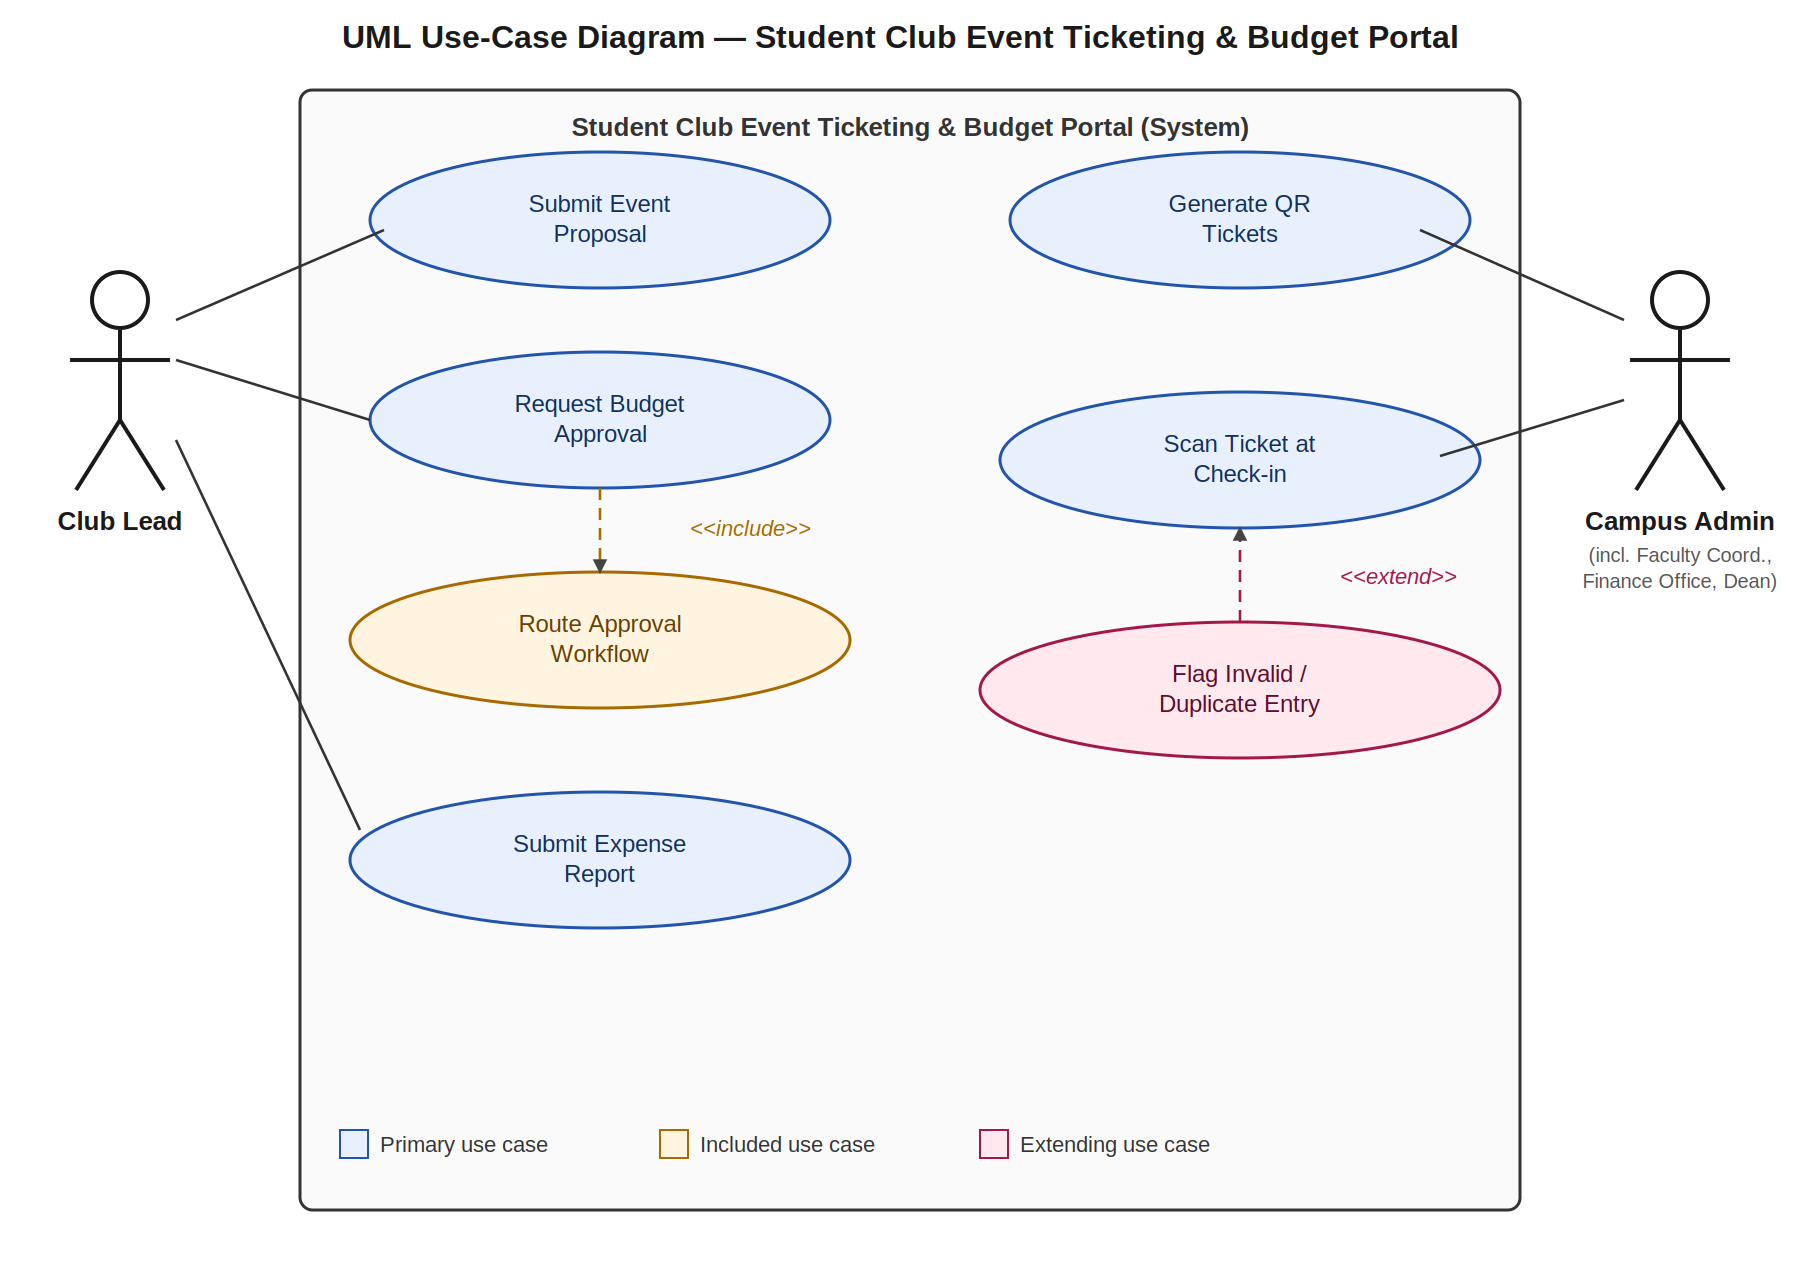 UML Use-Case Diagram — Student Club Event Ticketing & Budget Portal
Student Club Event Ticketing & Budget Portal (System)
Submit Event
Proposal
Generate QR
Tickets
Request Budget
Approval
Scan Ticket at
Check-in
<<include>>
<<extend>>
Club Lead
Campus Admin
(incl. Faculty Coord.,
Finance Office, Dean)
Route Approval
Workflow
Flag Invalid /
Duplicate Entry
Submit Expense
Report
Primary use case
Included use case
Extending use case